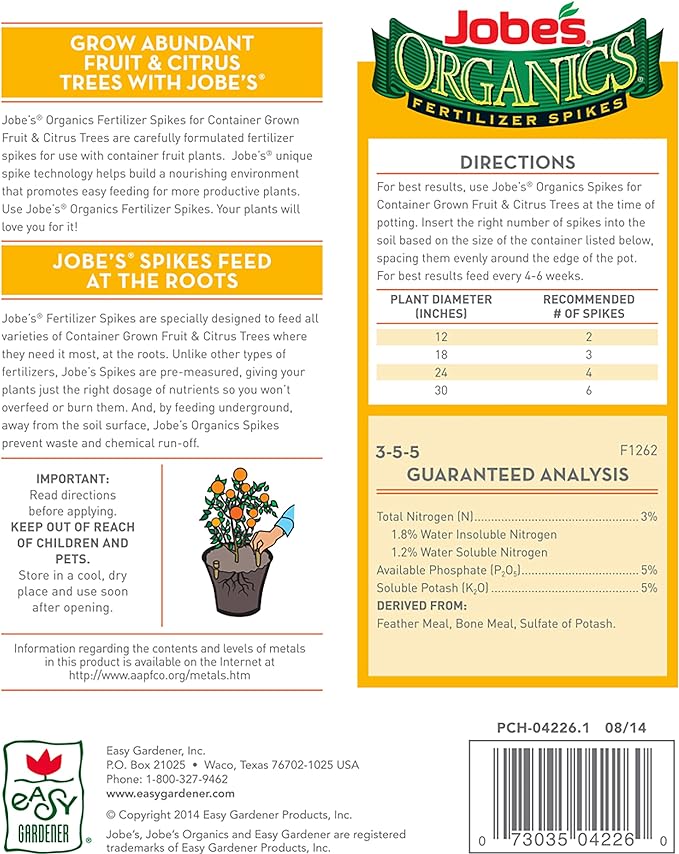 GROW ABUNDANT
FRUIT & CITRUS
TREES WITH JOBE'S®
Jobe's® Organics Fertilizer Spikes for Container Grown
Fruit & Citrus Trees are carefully formulated fertilizer
spikes for use with container fruit plants.  Jobe's® unique
spike technology helps build a nourishing environment
that promotes easy feeding for more productive plants.
Use Jobe's® Organics Fertilizer Spikes. Your plants will
love you for it!
JOBE'S® SPIKES FEED
AT THE ROOTS
Jobe's® Fertilizer Spikes are specially designed to feed all
varieties of Container Grown Fruit & Citrus Trees where
they need it most, at the roots. Unlike other types of
fertilizers, Jobe's Spikes are pre-measured, giving your
plants just the right dosage of nutrients so you won't
overfeed or burn them. And, by feeding underground,
away from the soil surface, Jobe's Organics Spikes
prevent waste and chemical run-off.
IMPORTANT:
Read directions
before applying.
KEEP OUT OF REACH
OF CHILDREN AND
PETS.
Store in a cool, dry
place and use soon
after opening.
Information regarding the contents and levels of metals
in this product is available on the Internet at
http://www.aapfco.org/metals.htm
Jobe's®
ORGANICS®
FERTILIZER SPIKES
DIRECTIONS
For best results, use Jobe's® Organics Spikes for
Container Grown Fruit & Citrus Trees at the time of
potting. Insert the right number of spikes into the
soil based on the size of the container listed below,
spacing them evenly around the edge of the pot.
For best results feed every 4-6 weeks.
PLANT DIAMETER (INCHES) RECOMMENDED # OF SPIKES
12 2
18 3
24 4
30 6
3-5-5 F1262
GUARANTEED ANALYSIS
Total Nitrogen (N)..........3%
1.8% Water Insoluble Nitrogen
1.2% Water Soluble Nitrogen
Available Phosphate (P₂O₅)..........5%
Soluble Potash (K₂O)..........5%
DERIVED FROM:
Feather Meal, Bone Meal, Sulfate of Potash.
eASY
GARDENER®
Easy Gardener, Inc.
P.O. Box 21025 • Waco, Texas 76702-1025 USA
Phone: 1-800-327-9462
www.easygardener.com
© Copyright 2014 Easy Gardener Products, Inc.
Jobe's, Jobe's Organics and Easy Gardener are registered
trademarks of Easy Gardener Products, Inc.
PCH-04226.1 08/14
0 73035 04226 0